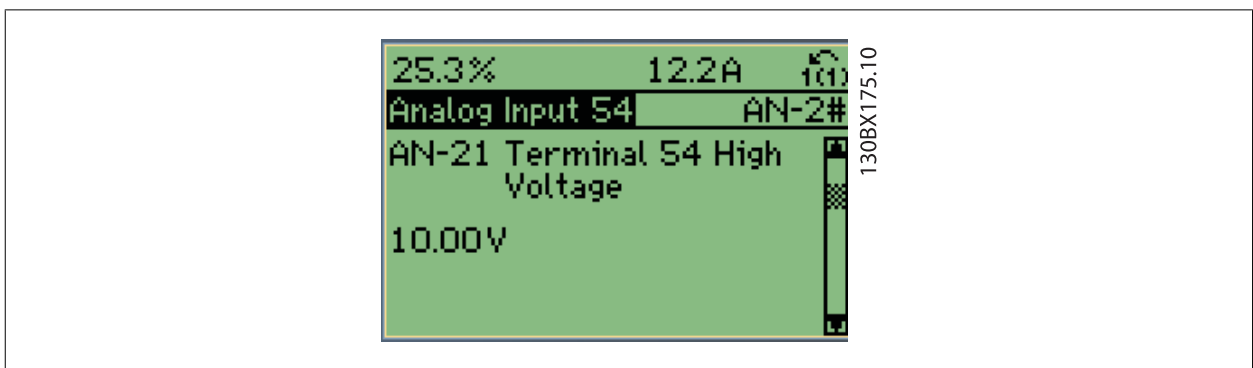 25.3% 12.2A 1(1)
Analog Input 54 AN-2#
AN-21 Terminal 54 High
Voltage
10.00V
130BX175.10